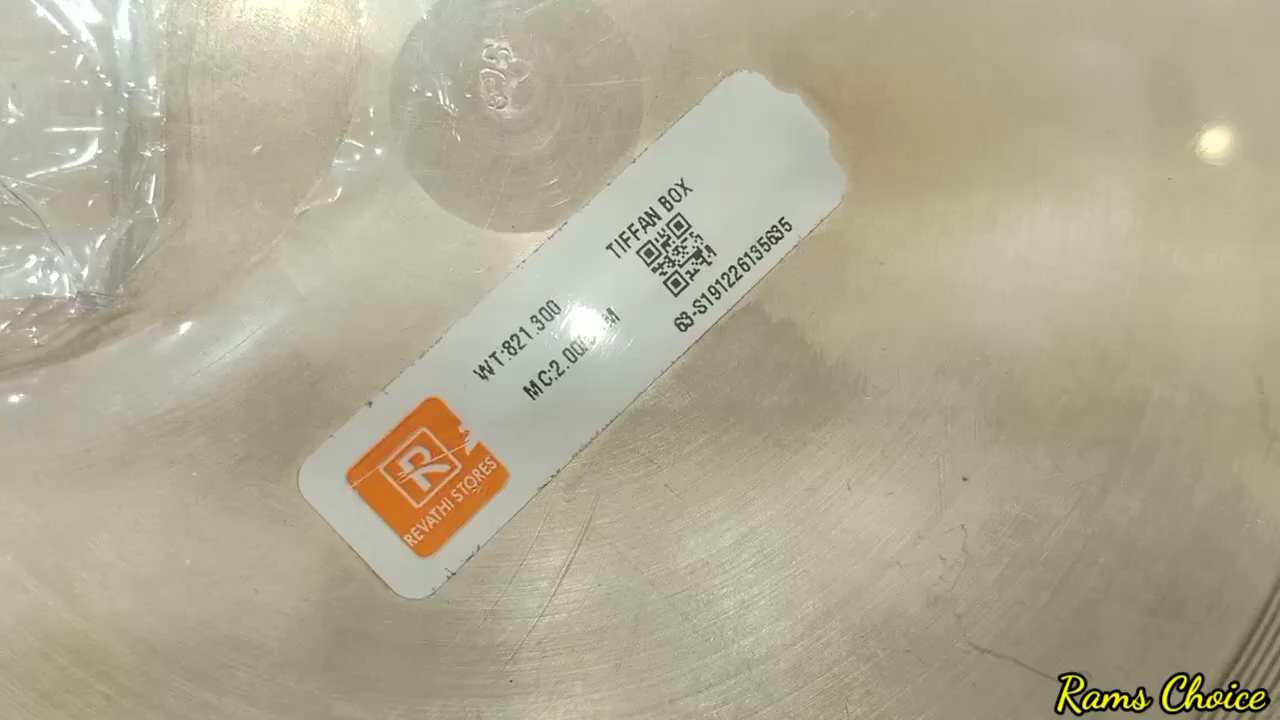 TIFFAN BOX
63-S191226135635
WT:821.300
REVATHI STORES
Rams Choice